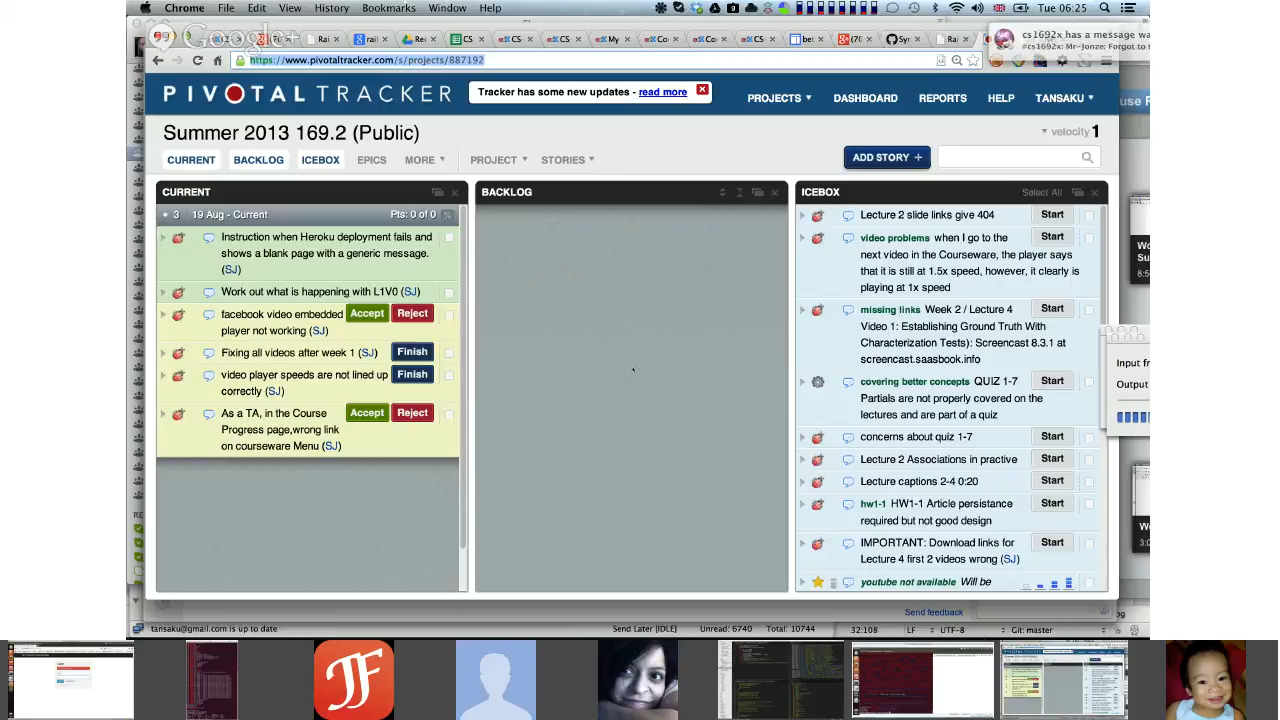 Chrome File Edit View History Bookmarks Window Help
Tue 06:25
Google
cs1692x has a message wa
#cs1692x: Mr-Jonze: Forgot to t
https://www.pivotaltracker.com/s/projects/887192
PIVOTAL TRACKER
Tracker has some new updates - read more
PROJECTS DASHBOARD REPORTS HELP TANSAKU
Summer 2013 169.2 (Public)
velocity 1
CURRENT BACKLOG ICEBOX EPICS MORE PROJECT STORIES
ADD STORY +
CURRENT
3 19 Aug - Current Pts: 0 of 0
Instruction when Heroku deployment fails and
shows a blank page with a generic message.
(SJ)
Work out what is happening with L1V0 (SJ)
facebook video embedded Accept Reject
player not working (SJ)
Fixing all videos after week 1 (SJ) Finish
video player speeds are not lined up Finish
correctly (SJ)
As a TA, in the Course Accept Reject
Progress page,wrong link
on courseware Menu (SJ)
BACKLOG
ICEBOX Select All
Lecture 2 slide links give 404 Start
video problems when I go to the Start
next video in the Courseware, the player says
that it is still at 1.5x speed, however, it clearly is
playing at 1x speed
missing links Week 2 / Lecture 4 Start
Video 1: Establishing Ground Truth With
Characterization Tests): Screencast 8.3.1 at
screencast.saasbook.info
covering better concepts QUIZ 1-7 Start
Partials are not properly covered on the
lectures and are part of a quiz
concerns about quiz 1-7 Start
Lecture 2 Associations in practive Start
Lecture captions 2-4 0:20 Start
hw1-1 HW1-1 Article persistance Start
required but not good design
IMPORTANT: Download links for Start
Lecture 4 first 2 videos wrong (SJ)
youtube not available Will be
Input fr
Output
Send feedback
tansaku@gmail.com is up to date
Send Later [IDLE] Unread: 6740 Total: 10744
32:108 LF UTF-8 Git: master